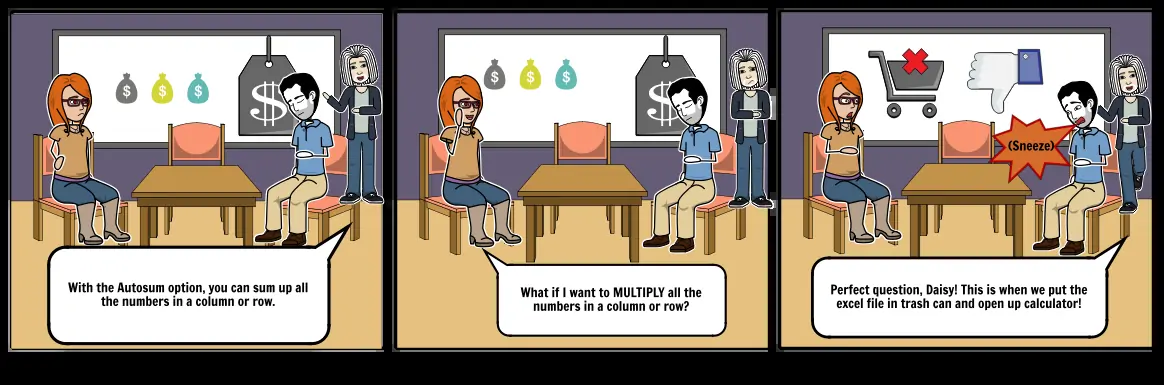 $ $ $
$
With the Autosum option, you can sum up all
the numbers in a column or row.
$ $ $
$
What if I want to MULTIPLY all the
numbers in a column or row?
(Sneeze)
Perfect question, Daisy! This is when we put the
excel file in trash can and open up calculator!